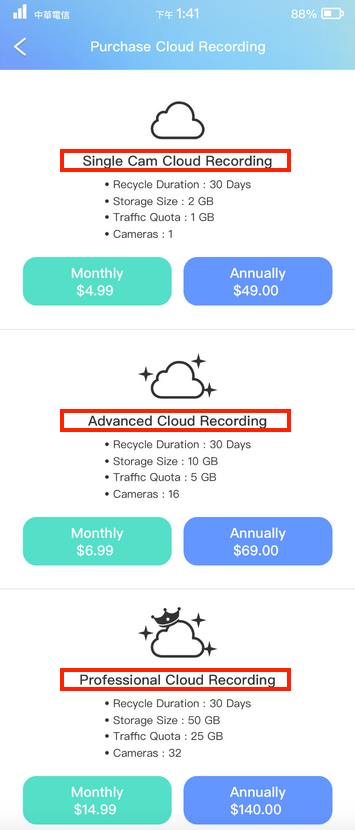 中華電信 下午 1:41 88%
Purchase Cloud Recording
Single Cam Cloud Recording
• Recycle Duration : 30 Days
• Storage Size : 2 GB
• Traffic Quota : 1 GB
• Cameras : 1
Monthly Annually
$4.99 $49.00
Advanced Cloud Recording
• Recycle Duration : 30 Days
• Storage Size : 10 GB
• Traffic Quota : 5 GB
• Cameras : 16
Monthly Annually
$6.99 $69.00
Professional Cloud Recording
• Recycle Duration : 30 Days
• Storage Size : 50 GB
• Traffic Quota : 25 GB
• Cameras : 32
Monthly Annually
$14.99 $140.00